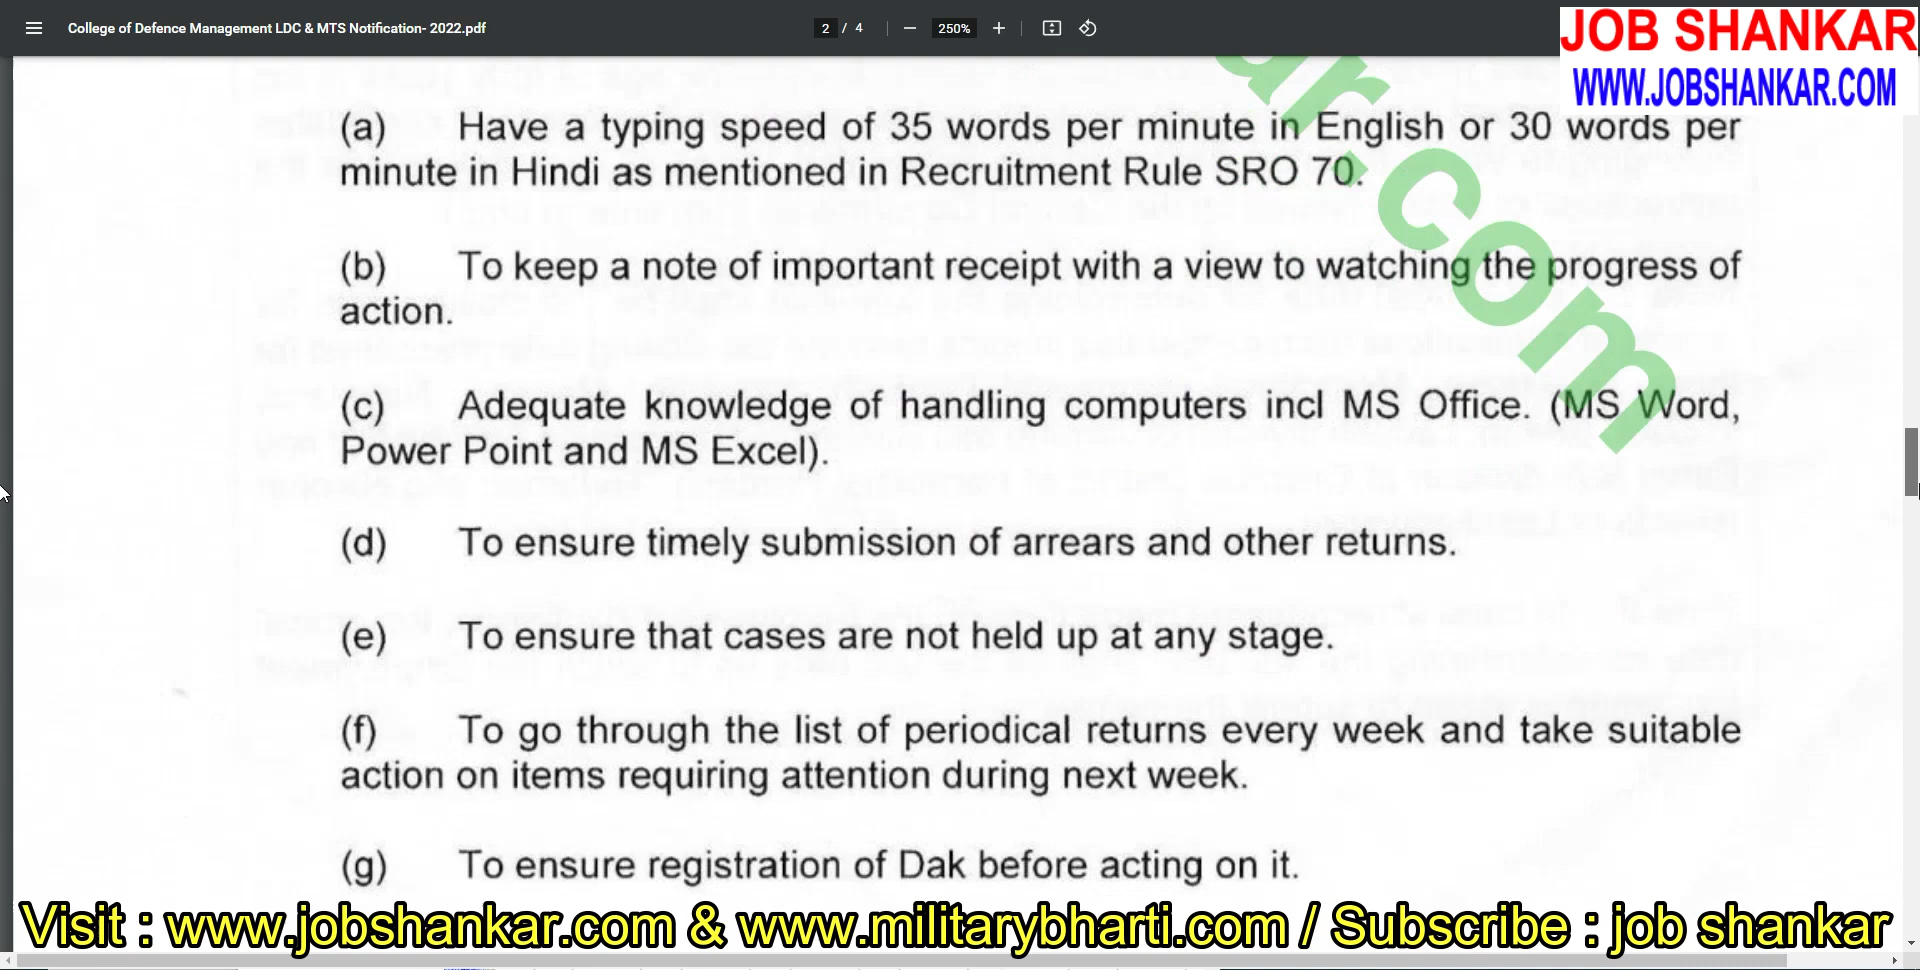 College of Defence Management LDC & MTS Notification- 2022.pdf
2 / 4
250%
JOB SHANKAR
WWW.JOBSHANKAR.COM
ar.com
(a) Have a typing speed of 35 words per minute in English or 30 words per
minute in Hindi as mentioned in Recruitment Rule SRO 70.
(b) To keep a note of important receipt with a view to watching the progress of
action.
(c) Adequate knowledge of handling computers incl MS Office. (MS Word,
Power Point and MS Excel).
(d) To ensure timely submission of arrears and other returns.
(e) To ensure that cases are not held up at any stage.
(f) To go through the list of periodical returns every week and take suitable
action on items requiring attention during next week.
(g) To ensure registration of Dak before acting on it.
Visit : www.jobshankar.com & www.militarybharti.com / Subscribe : job shankar